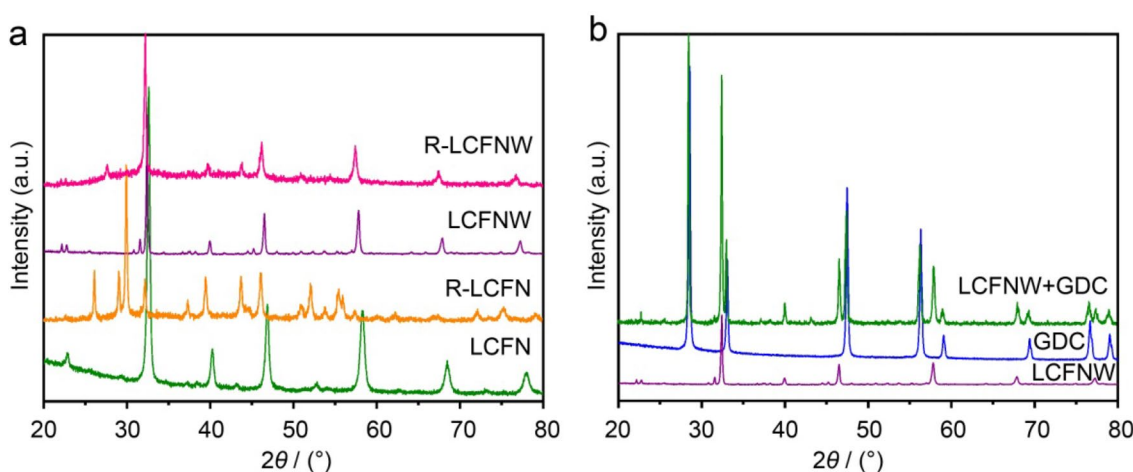 a
Intensity (a.u.)
R-LCFNW
LCFNW
R-LCFN
LCFN
20 30 40 50 60 70 80
2θ / (°)
b
Intensity (a.u.)
LCFNW+GDC
GDC
LCFNW
20 30 40 50 60 70 80
2θ / (°)